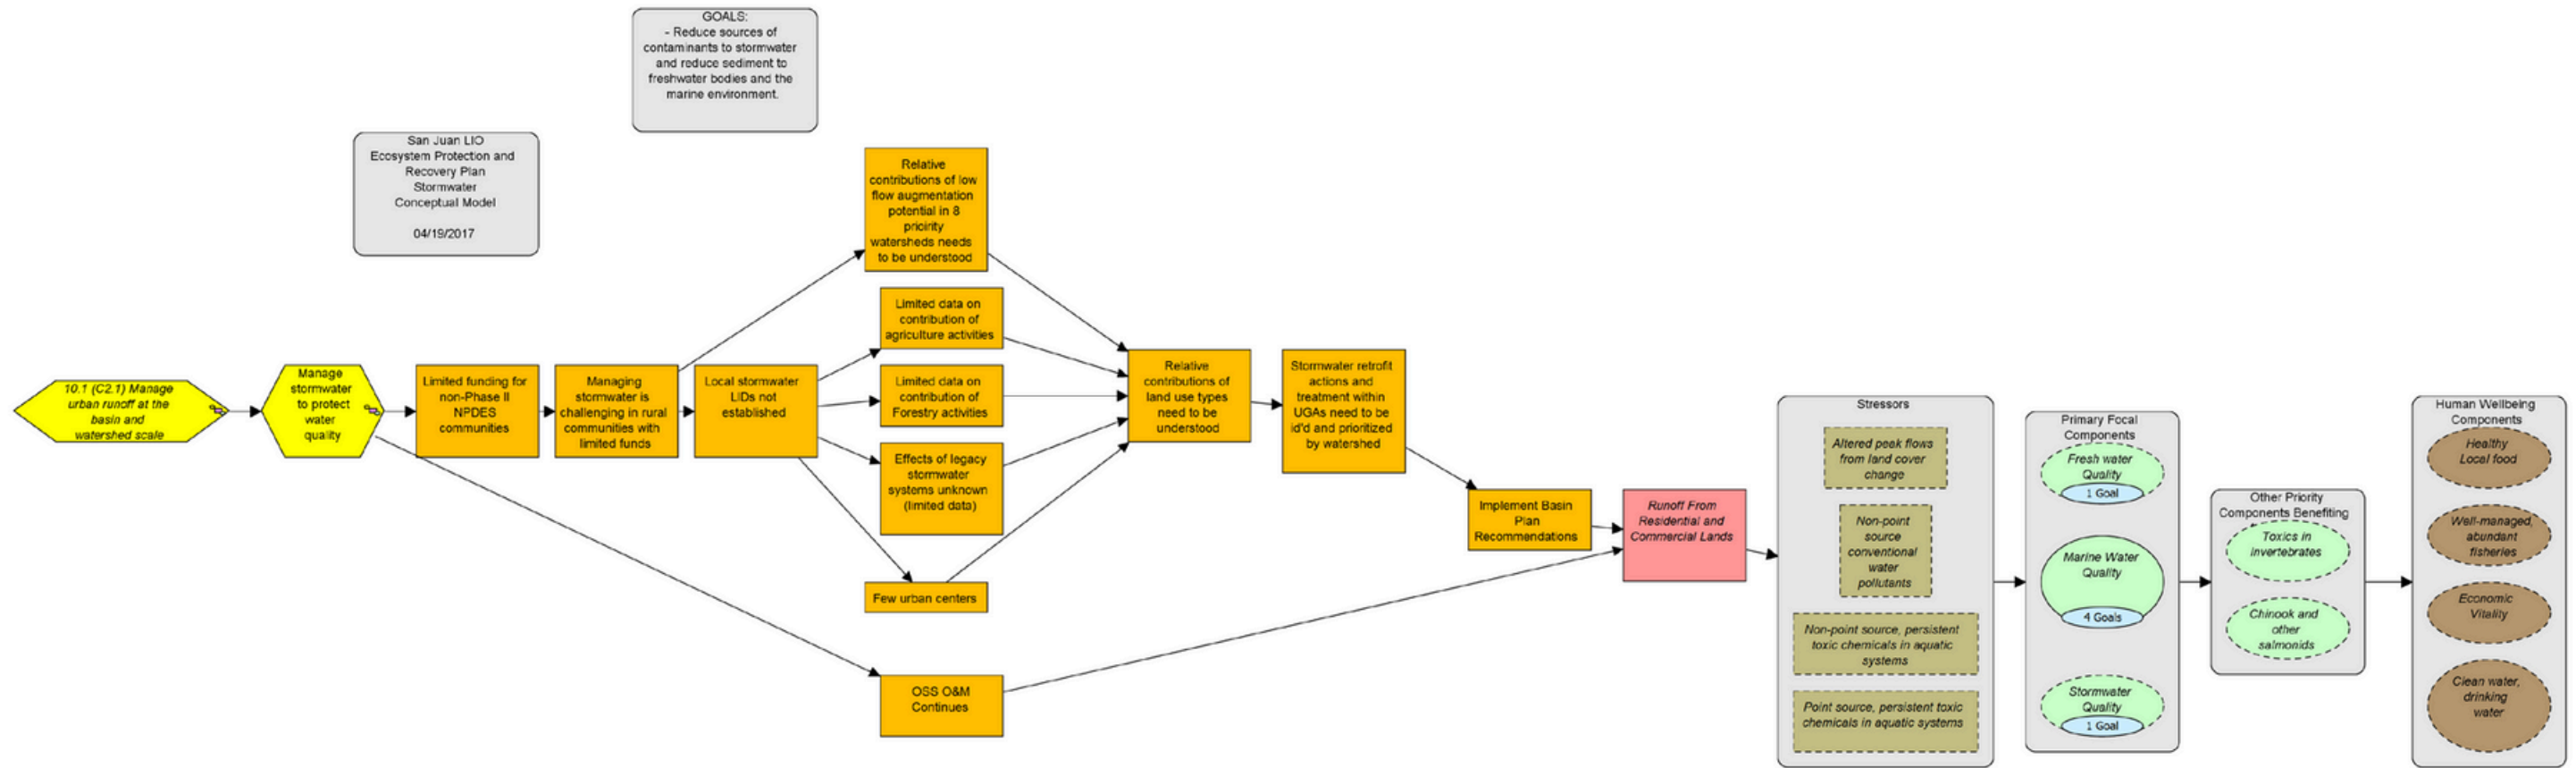 GOALS:
- Reduce sources of
contaminants to stormwater
and reduce sediment to
freshwater bodies and the
marine environment.
San Juan LIO
Ecosystem Protection and
Recovery Plan
Stormwater
Conceptual Model
04/19/2017
10.1 (C2.1) Manage
urban runoff at the
basin and
watershed scale
Manage
stormwater
to protect
water
quality
Limited funding for
non-Phase II
NPDES
communities
Managing
stormwater is
challenging in rural
communities with
limited funds
Local stormwater
LIDs not
established
Relative
contributions of low
flow augmentation
potential in 8
priority
watersheds needs
to be understood
Limited data on
contribution of
agriculture activities
Limited data on
contribution of
Forestry activities
Effects of legacy
stormwater
systems unknown
(limited data)
Few urban centers
OSS O&M
Continues
Relative
contributions of
land use types
need to be
understood
Stormwater retrofit
actions and
treatment within
UGAs need to be
id'd and prioritized
by watershed
Implement Basin
Plan
Recommendations
Runoff From
Residential and
Commercial Lands
Stressors
Altered peak flows
from land cover
change
Non-point
source
conventional
water
pollutants
Non-point source, persistent
toxic chemicals in aquatic
systems
Point source, persistent toxic
chemicals in aquatic systems
Primary Focal
Components
Fresh water
Quality
1 Goal
Marine Water
Quality
4 Goals
Stormwater
Quality
1 Goal
Other Priority
Components Benefiting
Toxics in
invertebrates
Chinook and
other
salmonids
Human Wellbeing
Components
Healthy
Local food
Well-managed,
abundant
fisheries
Economic
Vitality
Clean water,
drinking
water